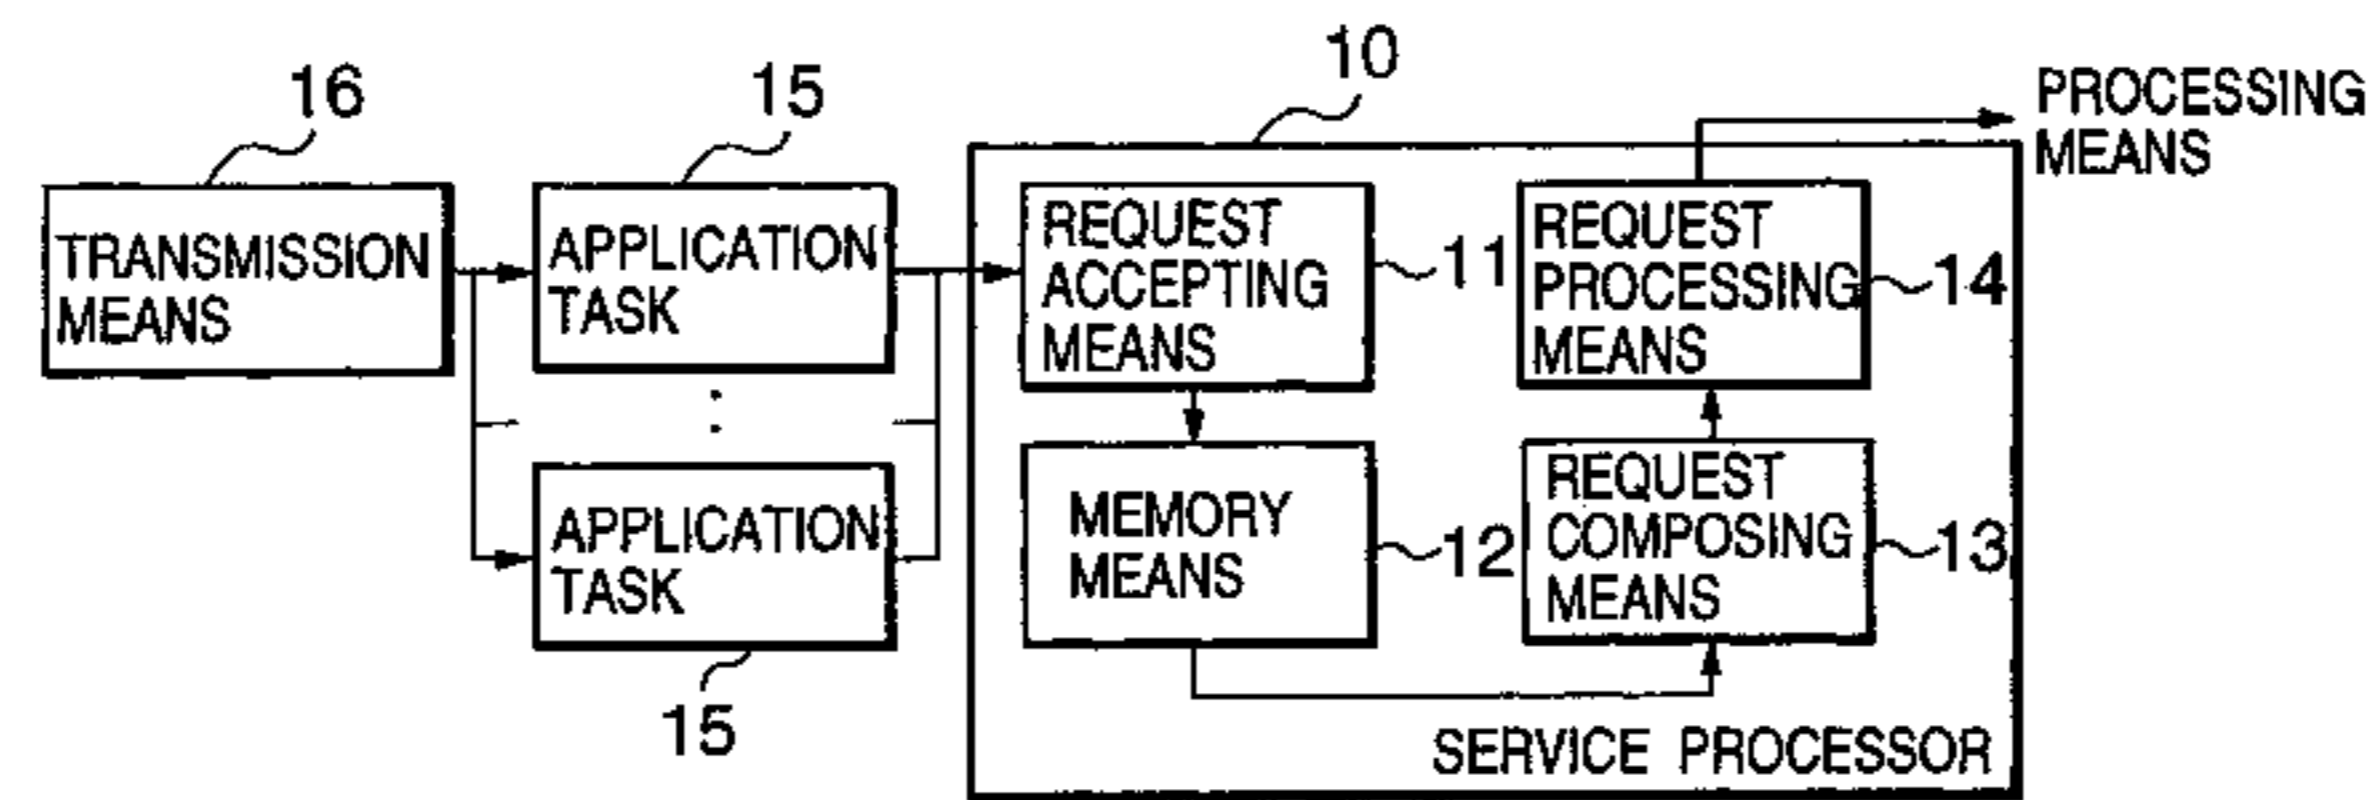 16
TRANSMISSION
MEANS
15
APPLICATION
TASK
APPLICATION
TASK
15
10
REQUEST
ACCEPTING
MEANS
11
MEMORY
MEANS
12
REQUEST
COMPOSING
MEANS
13
REQUEST
PROCESSING
MEANS
14
SERVICE PROCESSOR
PROCESSING
MEANS